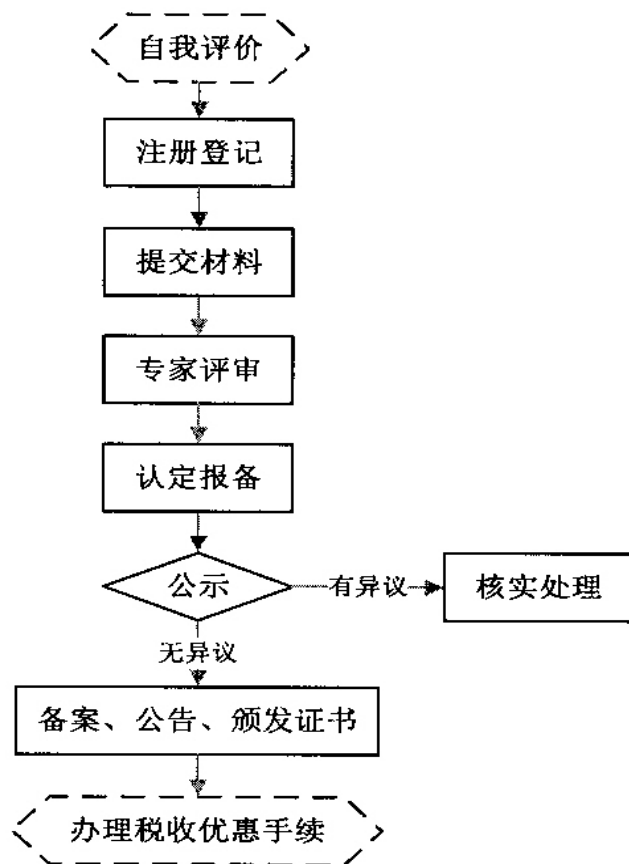 自我评价
注册登记
提交材料
专家评审
认定报备
公示
有异议
核实处理
无异议
备案、公告、颁发证书
办理税收优惠手续